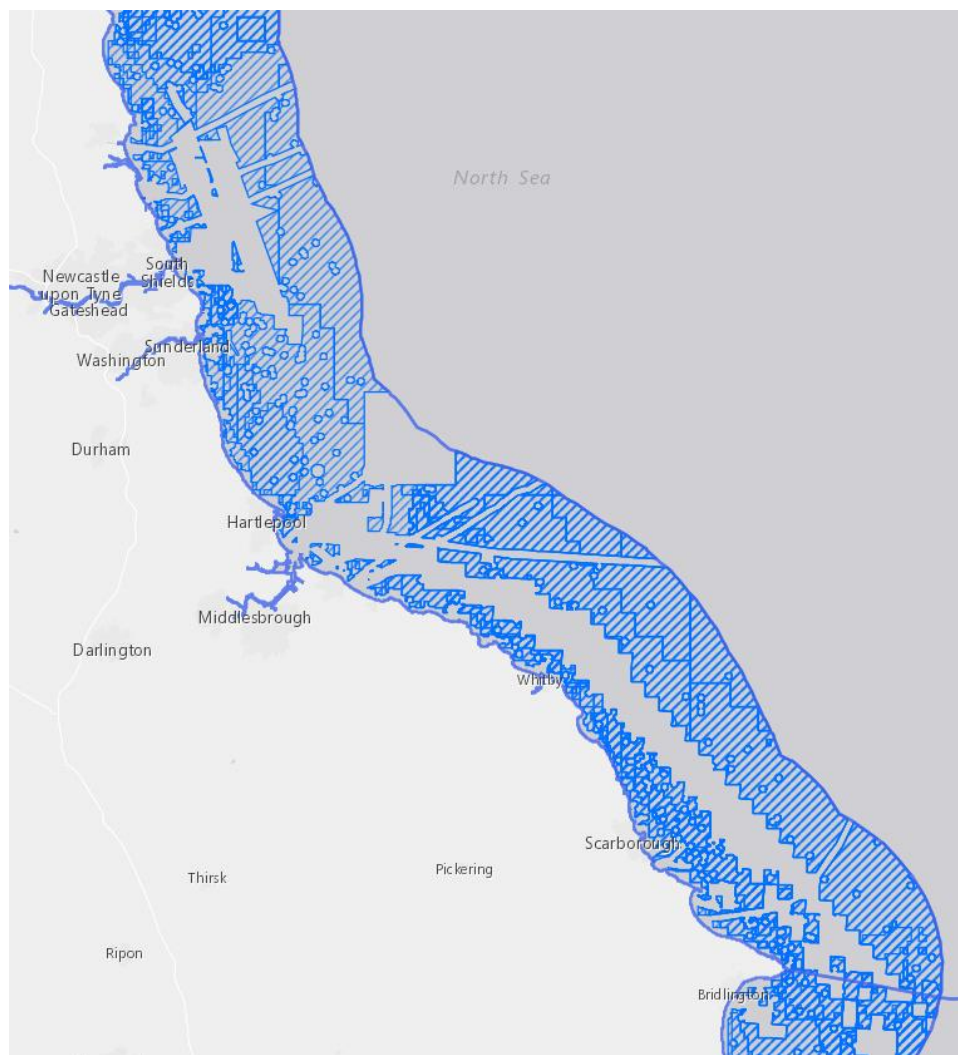 North Sea
South
Shields
Newcastle
upon Tyne
Gateshead
Sunderland
Washington
Durham
Hartlepool
Middlesbrough
Darlington
Whitby
Scarborough
Pickering
Thirsk
Ripon
Bridlington